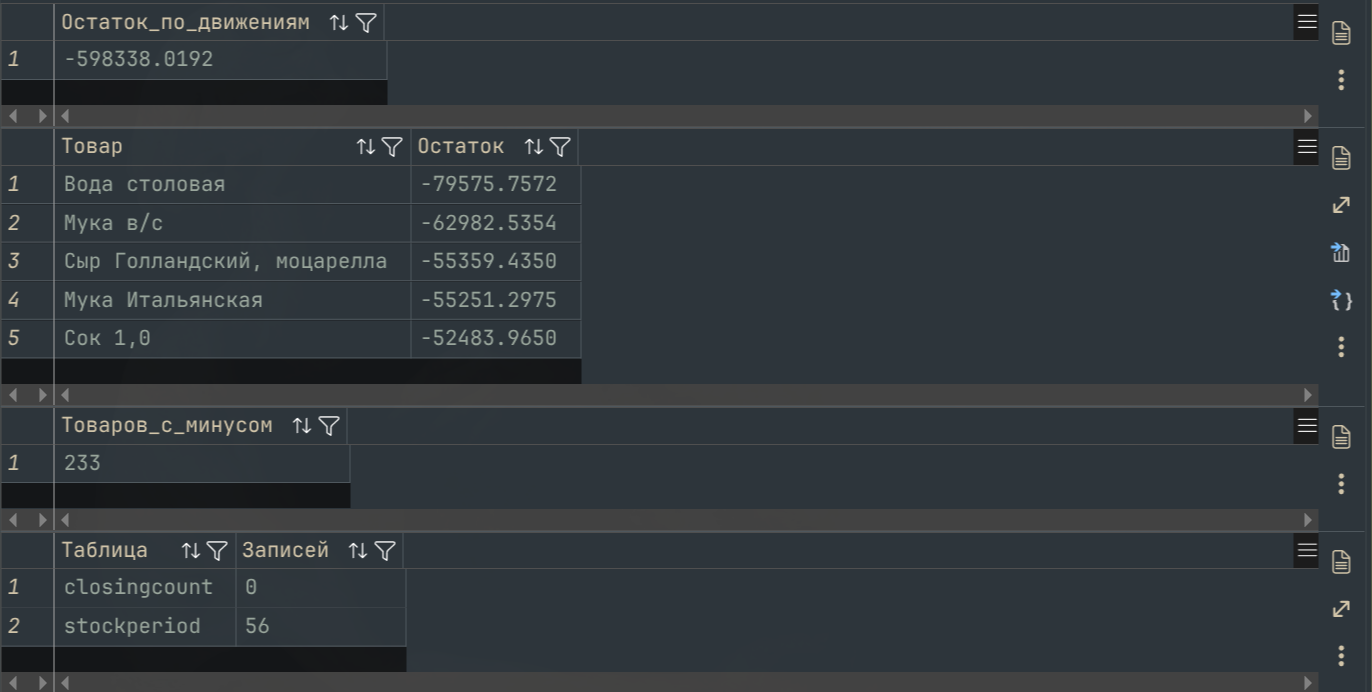 Остаток_по_движениям
1 -598338.0192
Товар Остаток
1 Вода столовая -79575.7572
2 Мука в/с -62982.5354
3 Сыр Голландский, моцарелла -55359.4350
4 Мука Итальянская -55251.2975
5 Сок 1,0 -52483.9650
Товаров_с_минусом
1 233
Таблица Записей
1 closingcount 0
2 stockperiod 56